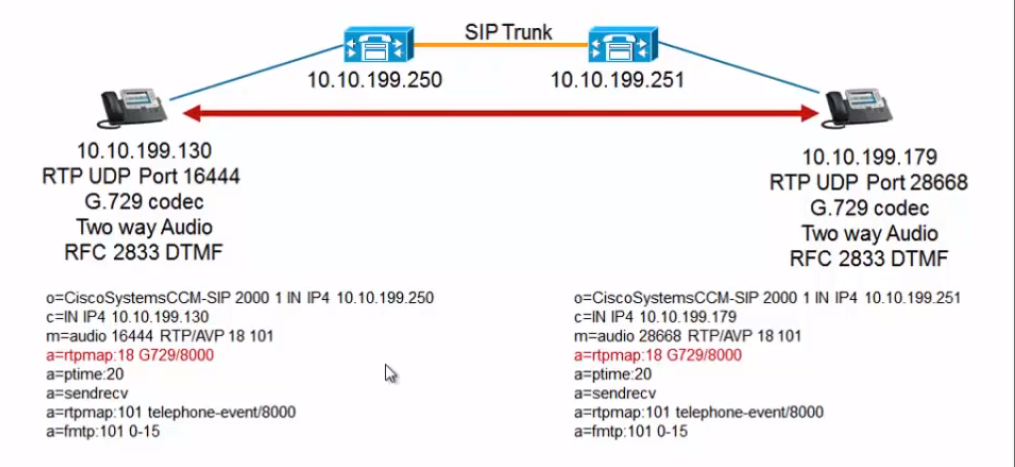 SIP Trunk
10.10.199.250
10.10.199.251
10.10.199.130
RTP UDP Port 16444
G.729 codec
Two way Audio
RFC 2833 DTMF
10.10.199.179
RTP UDP Port 28668
G.729 codec
Two way Audio
RFC 2833 DTMF
o=CiscoSystemsCCM-SIP 2000 1 IN IP4 10.10.199.250
c=IN IP4 10.10.199.130
m=audio 16444 RTP/AVP 18 101
a=rtpmap:18 G729/8000
a=ptime:20
a=sendrecv
a=rtpmap:101 telephone-event/8000
a=fmtp:101 0-15
o=CiscoSystemsCCM-SIP 2000 1 IN IP4 10.10.199.251
c=IN IP4 10.10.199.179
m=audio 28668 RTP/AVP 18 101
a=rtpmap:18 G729/8000
a=ptime:20
a=sendrecv
a=rtpmap:101 telephone-event/8000
a=fmtp:101 0-15